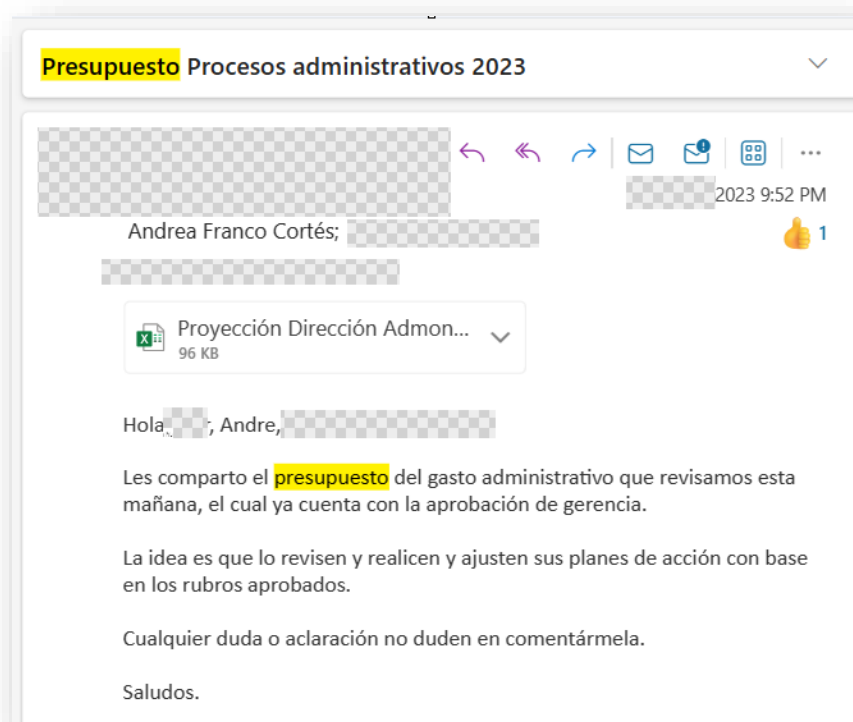 Presupuesto Procesos administrativos 2023
2023 9:52 PM
Andrea Franco Cortés;
1
Proyección Dirección Admon...
96 KB
Hola, Andre,
Les comparto el presupuesto del gasto administrativo que revisamos esta
mañana, el cual ya cuenta con la aprobación de gerencia.
La idea es que lo revisen y realicen y ajusten sus planes de acción con base
en los rubros aprobados.
Cualquier duda o aclaración no duden en comentármela.
Saludos.